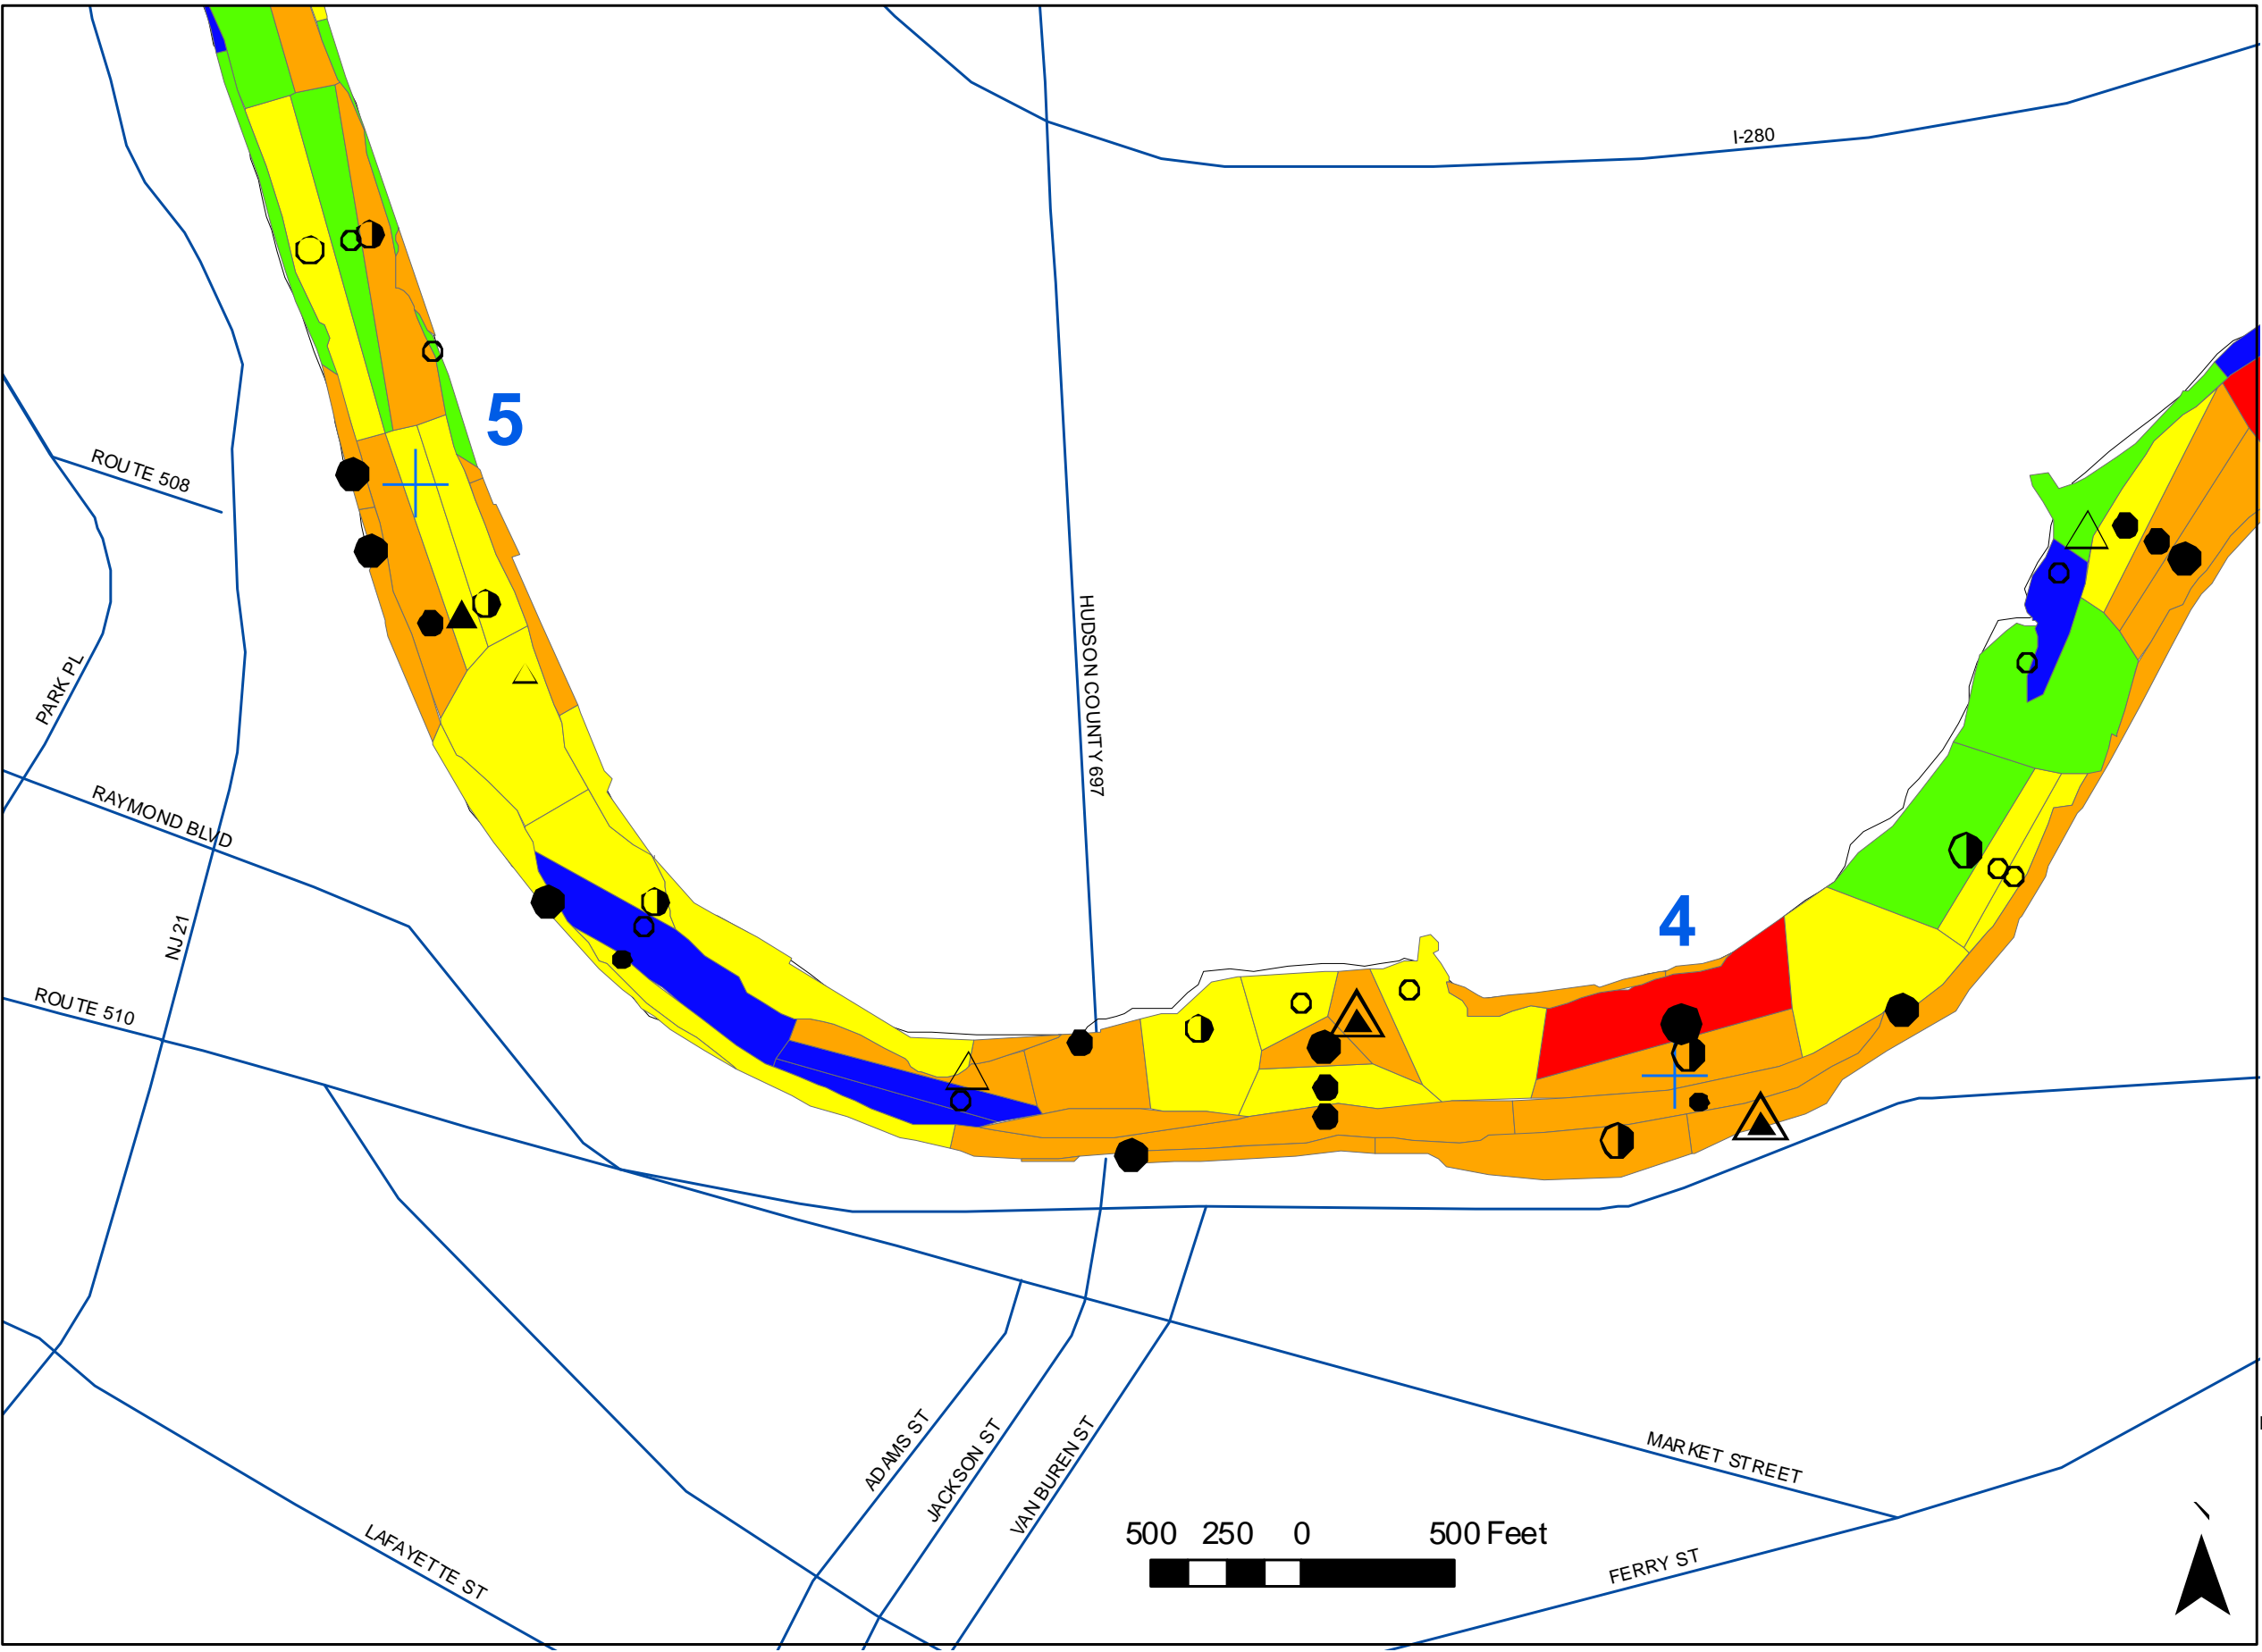 I-280
5
ROUTE 508
HUDSON COUNTY 697
PARK PL
RAYMOND BLVD
4
NJ 21
ROUTE 510
ADAMS ST
JACKSON ST
VAN BUREN ST
MARKET STREET
LAFAYETTE ST
500 250 0 500 Feet
FERRY ST